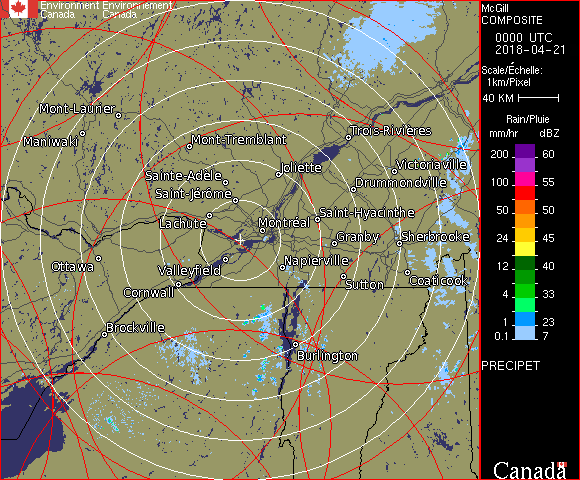 Environment Environnement
Canada Canada
McGill
COMPOSITE
0000 UTC
2018-04-21
Scale/Échelle:
1km/Pixel
40 KM
Rain/Pluie
mm/hr dBZ
200 60
150 57
100 55
50 50
24 45
12 40
4 33
1 23
0.1 7
PRECIPET
Canada
Mont-Laurier
Maniwaki
Mont-Tremblant
Trois-Rivières
Sainte-Adèle
Joliette
Victoriaville
Saint-Jérôme
Drummondville
Lachute
Montréal
Saint-Hyacinthe
Granby
Sherbrooke
Ottawa
Valleyfield
Napierville
Cornwall
Sutton
Coaticook
Brockville
Burlington